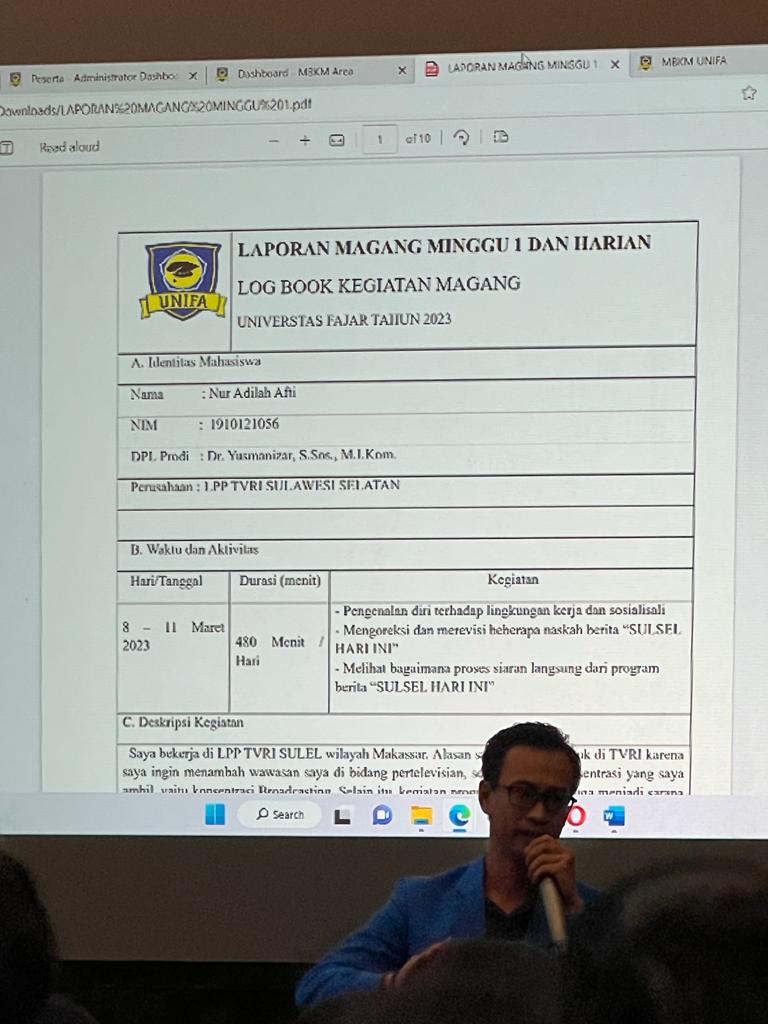 Peserta - Administrator Dashboa
Dashboard - MBKM Area
LAPORAN MAGANG MINGGU 1
MBKM UNIFA
Downloads/LAPORAN%20MAGANG%20MINGGU%201.pdf
Read aloud
1 of 10
UNIFA
LAPORAN MAGANG MINGGU 1 DAN HARIAN
LOG BOOK KEGIATAN MAGANG
UNIVERSTAS FAJAR TAHUN 2023
A. Identitas Mahasiswa
Nama : Nur Adilah Afti
NIM : 1910121056
DPL Prodi : Dr. Yusmanizar, S.Sos., M.I.Kom.
Perusahaan : LPP TVRI SULAWESI SELATAN
B. Waktu dan Aktivitas
Hari/Tanggal Durasi (menit) Kegiatan
8 – 11 Maret
2023
480 Menit /
Hari
- Pengenalan diri terhadap lingkungan kerja dan sosialisali
- Mengoreksi dan merevisi beberapa naskah berita “SULSEL
HARI INI”
- Melihat bagaimana proses siaran langsung dari program
berita “SULSEL HARI INI”
C. Deskripsi Kegiatan
Saya bekerja di LPP TVRI SULEL wilayah Makassar. Alasan s uk di TVRI karena
saya ingin menambah wawasan saya di bidang pertelevisian, se entrasi yang saya
ambil yaitu konsentrasi Broadcasting. Selain itu kegiatan prog menjadi sarana
Search